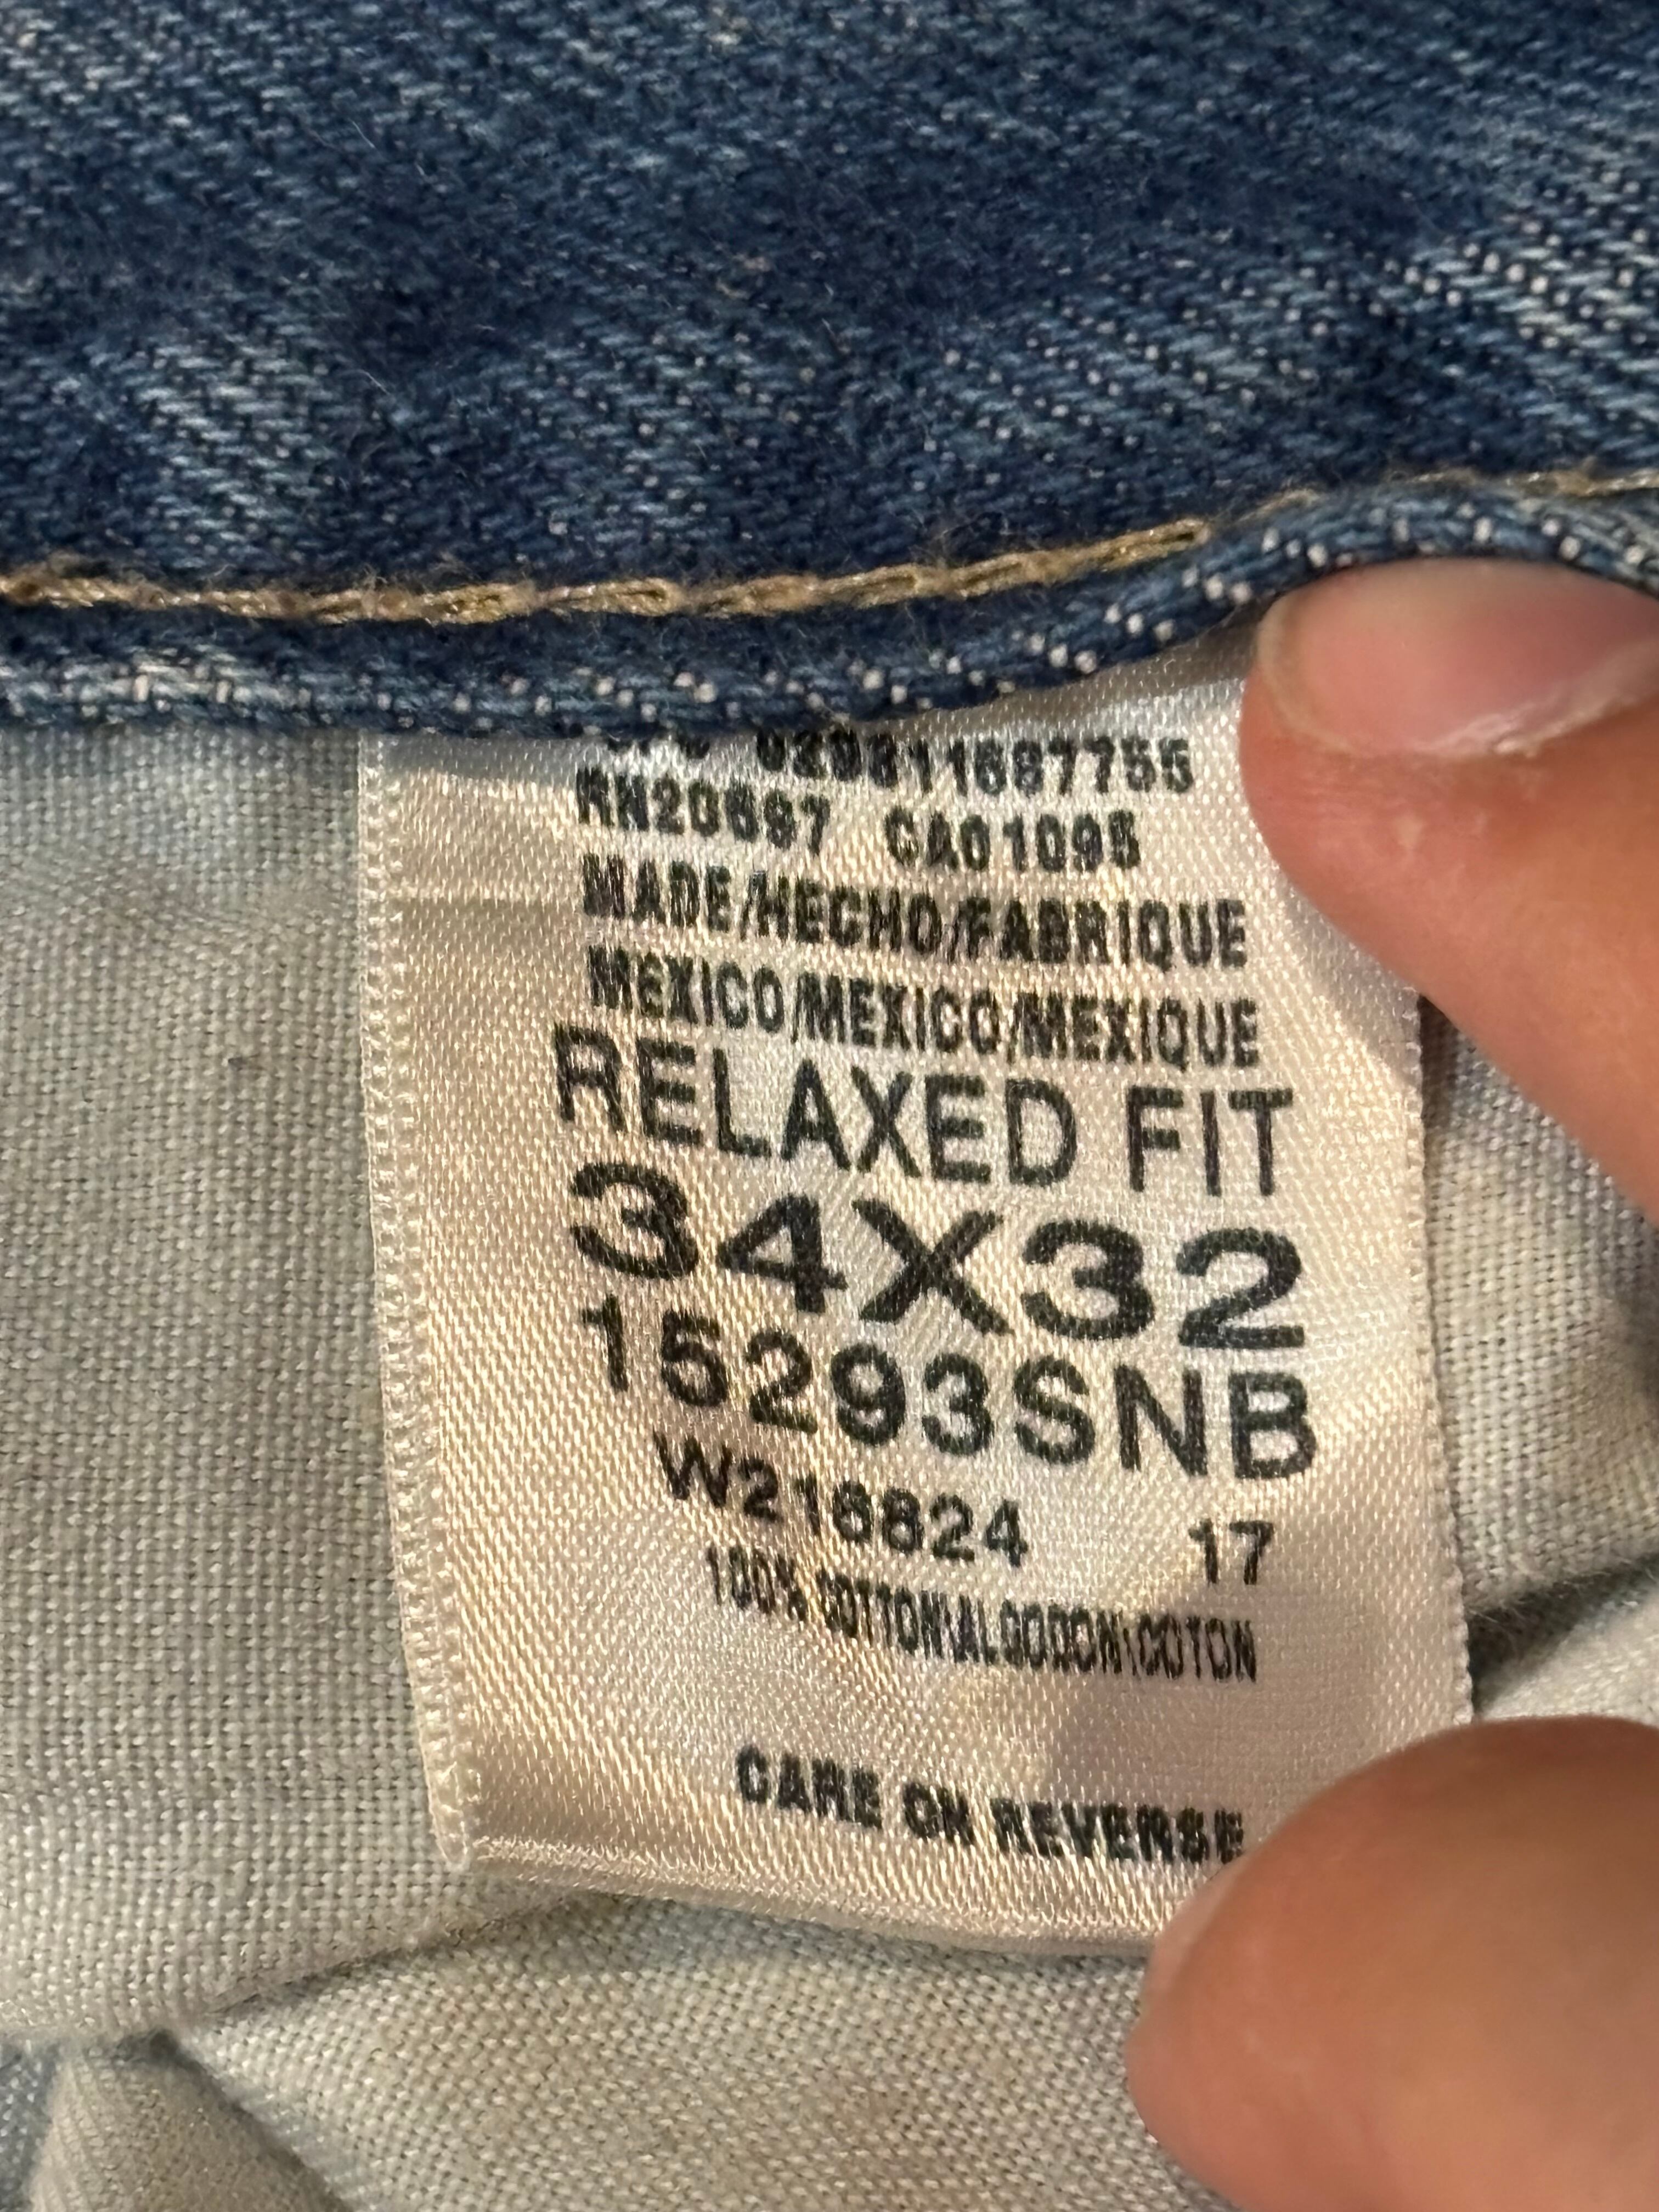 029311687755
RN20697 CA01095
MADE/HECHO/FABRIQUE
MEXICO/MEXICO/MEXIQUE
RELAXED FIT
34X32
15293SNB
W216824 17
100% COTTON\ALGODON\COTON
CARE ON REVERSE